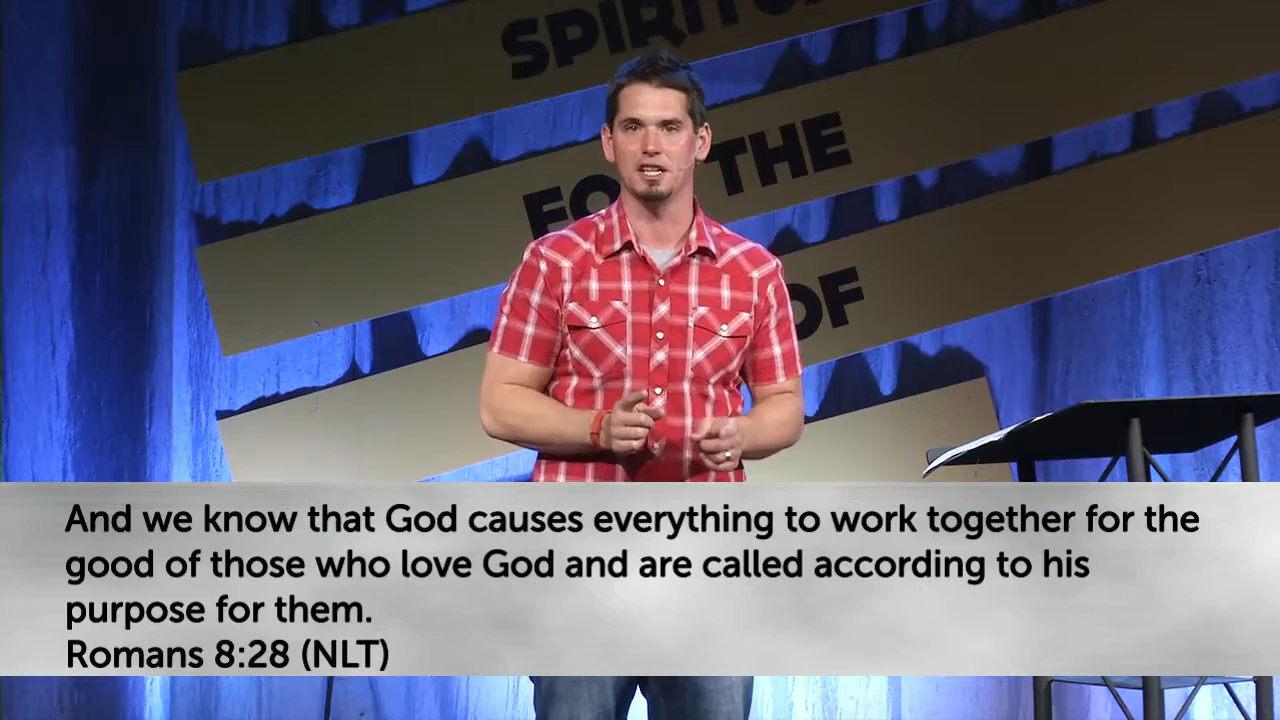 FOR THE
OF
And we know that God causes everything to work together for the
good of those who love God and are called according to his
purpose for them.
Romans 8:28 (NLT)